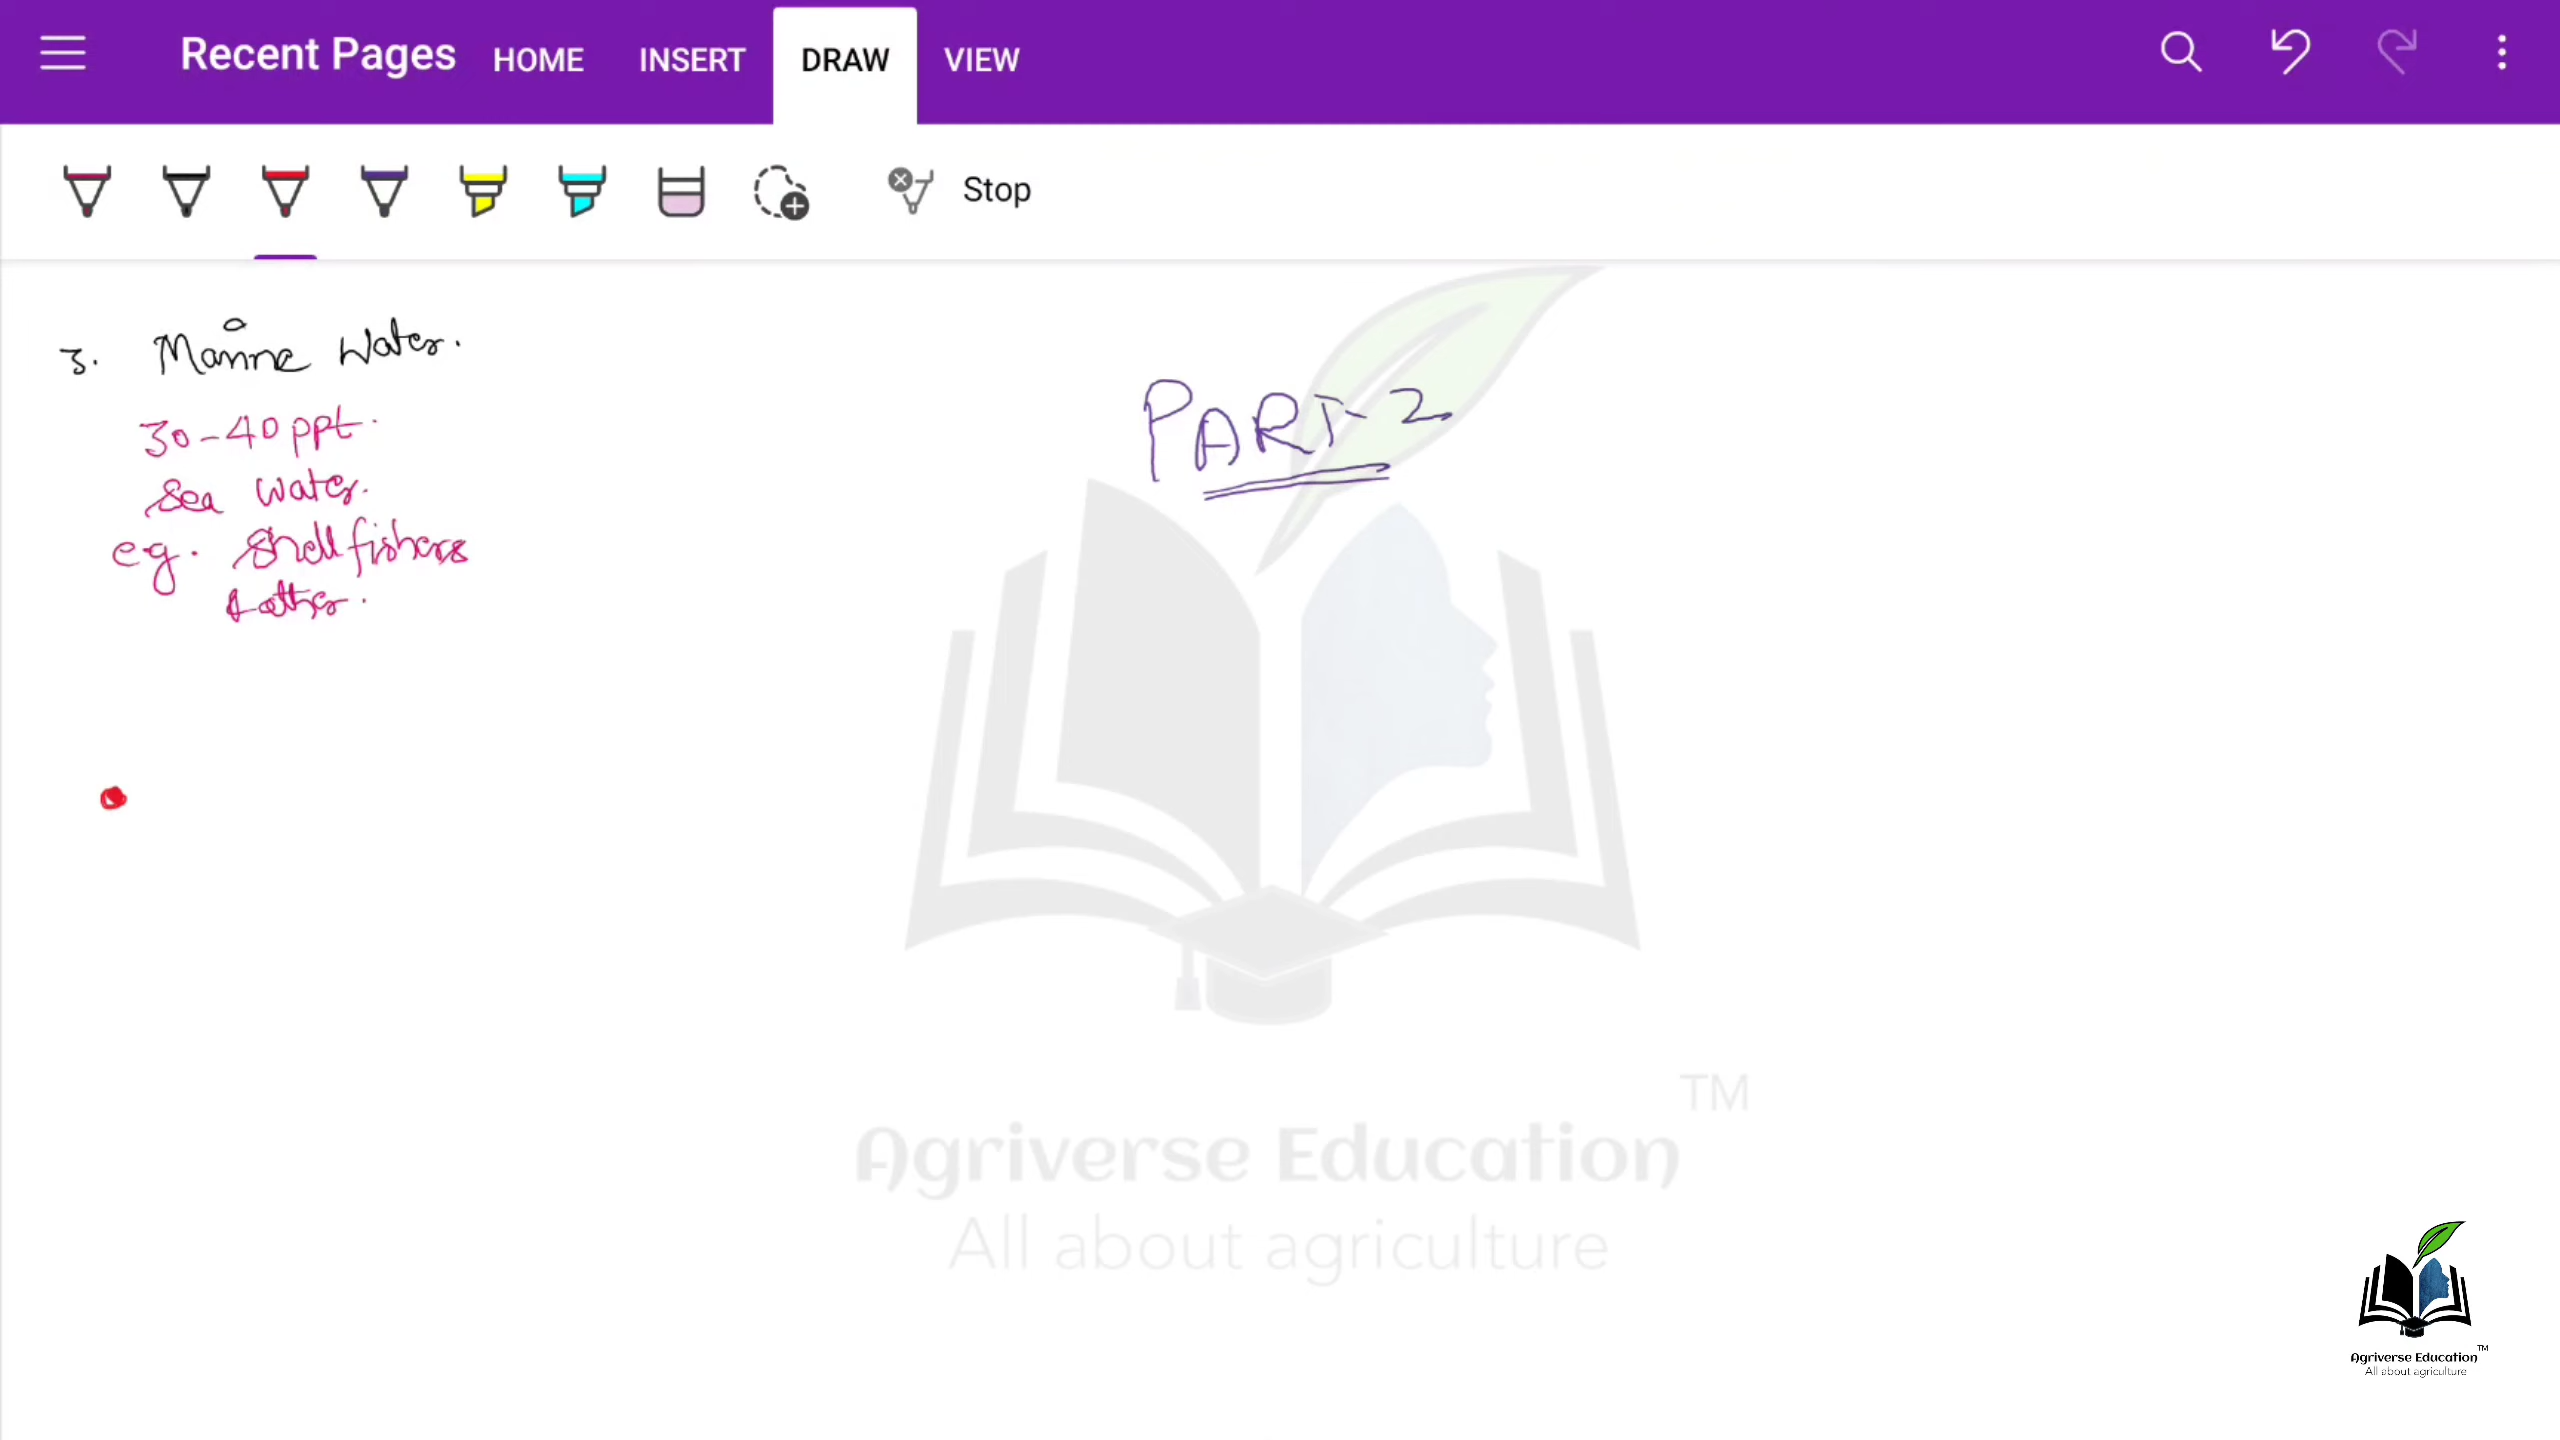 Recent Pages HOME INSERT DRAW VIEW
Stop
3. Marine Water.
30-40 ppt.
Sea water.
e.g. Shell fishers
& other.
PART-2
TM
Agriverse Education
All about agriculture
TM
Agriverse Education
All about agriculture